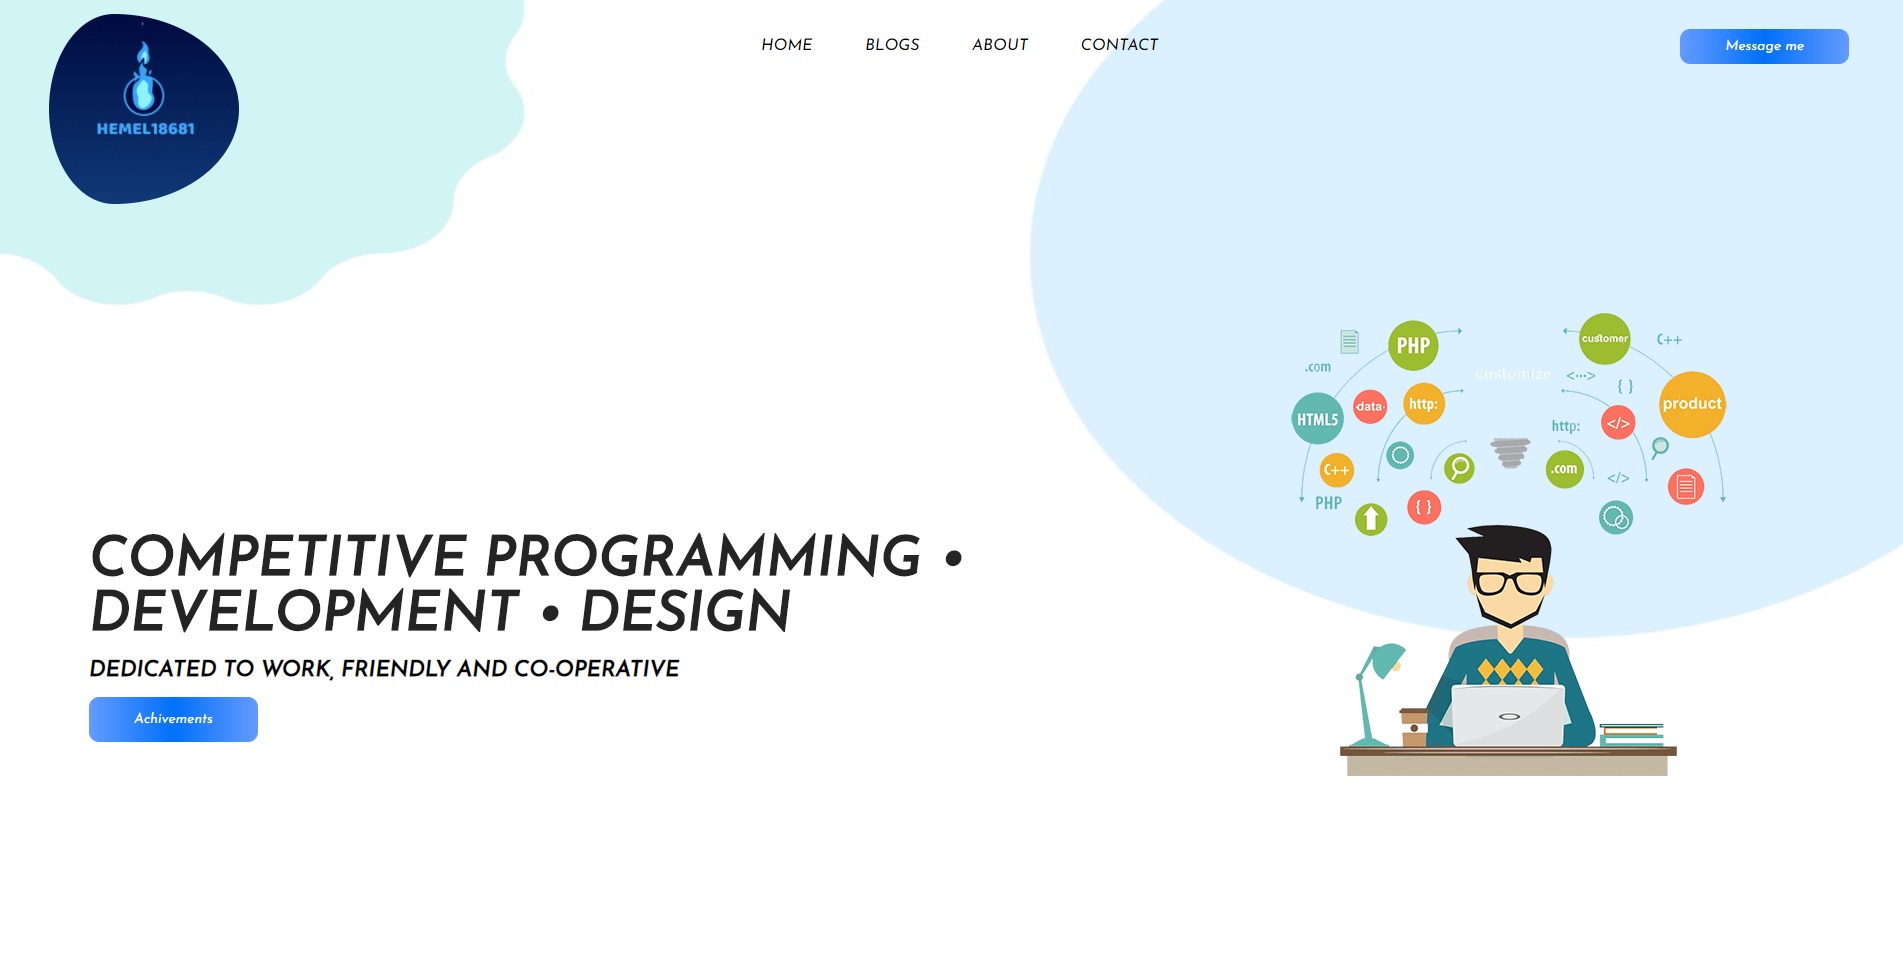 HEMEL18681
HOME BLOGS ABOUT CONTACT
Message me
COMPETITIVE PROGRAMMING •
DEVELOPMENT • DESIGN
DEDICATED TO WORK, FRIENDLY AND CO-OPERATIVE
Achivements
PHP
customer
C++
.com
customize
<···>
{ }
HTML5
data
http:
product
</>
http:
C++
.com
</>
PHP
{ }